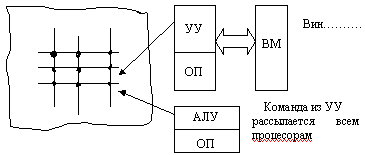 УУ
ОП
ВМ
Вин..........
АЛУ
ОП
Команда из УУ
рассылается всем
процесорам